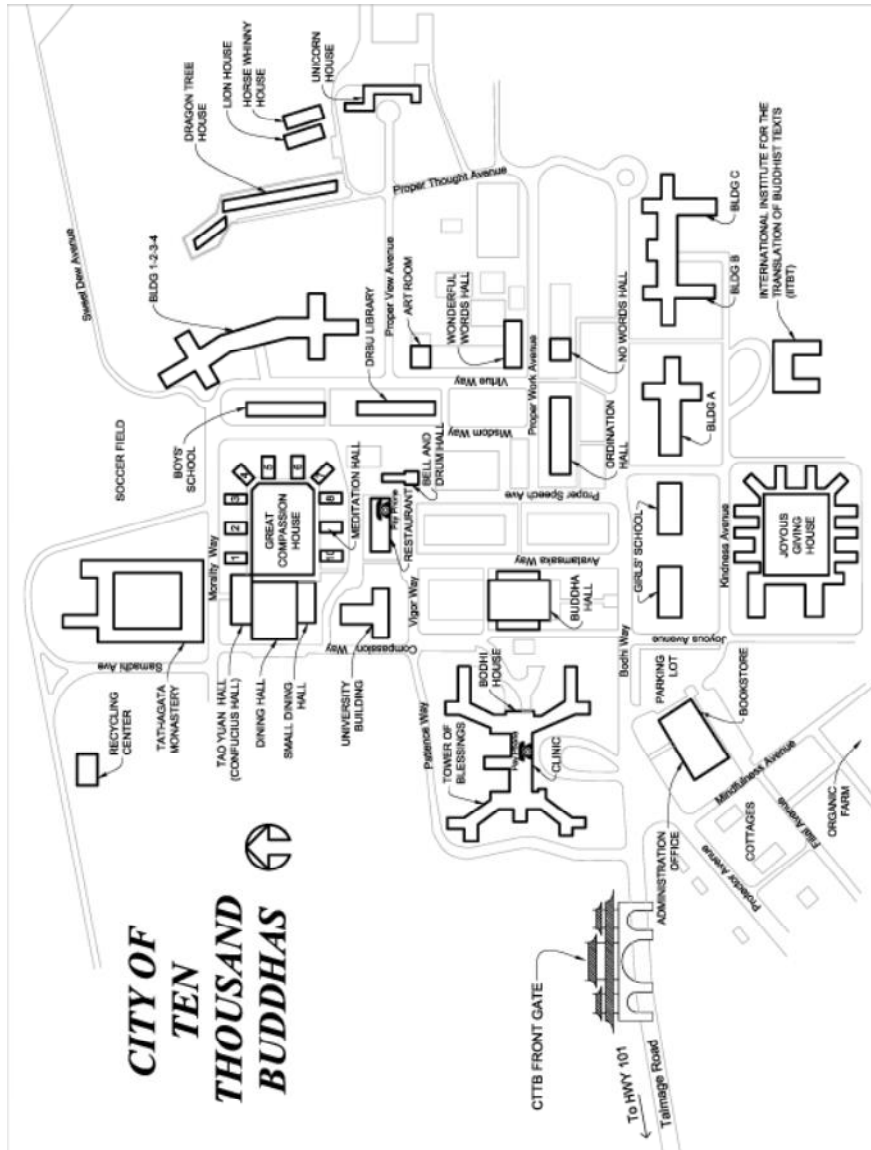 CITY OF
TEN
THOUSAND
BUDDHAS
RECYCLING
CENTER
Samadhi Ave
TATHAGATA
MONASTERY
SOCCER FIELD
Sweet Dew Avenue
Morality Way
TAO YUAN HALL
(CONFUCIUS HALL)
DINING HALL
SMALL DINING
HALL
GREAT
COMPASSION
HOUSE
1
2
3
4
5
6
7
8
10
MEDITATION HALL
BOYS'
SCHOOL
BLDG 1-2-3-4
DRAGON TREE
HOUSE
LION HOUSE
HORSE WHINNY
HOUSE
UNICORN
HOUSE
UNIVERSITY
BUILDING
Compassion Way
RESTAURANT
Pay Phone
BELL AND
DRUM HALL
DRBU LIBRARY
Proper View Avenue
ART ROOM
Proper Thought Avenue
Patience Way
Vigor Way
TOWER OF
BLESSINGS
BODHI
HOUSE
Pay Phone
CLINIC
BUDDHA
HALL
Avatamsaka Way
Wisdom Way
Virtue Way
WONDERFUL
WORDS HALL
Proper Work Avenue
Proper Speech Ave
ORDINATION
HALL
NO WORDS HALL
CTTB FRONT GATE
To HWY 101
Talmage Road
Bodhi Way
GIRLS' SCHOOL
BLDG A
BLDG B
BLDG C
ADMINISTRATION
OFFICE
PARKING
LOT
BOOKSTORE
Joyous Avenue
Kindness Avenue
JOYOUS
GIVING
HOUSE
INTERNATIONAL INSTITUTE FOR THE
TRANSLATION OF BUDDHIST TEXTS
(IITBT)
Mindfulness Avenue
COTTAGES
Protector Avenue
Filial Avenue
ORGANIC
FARM